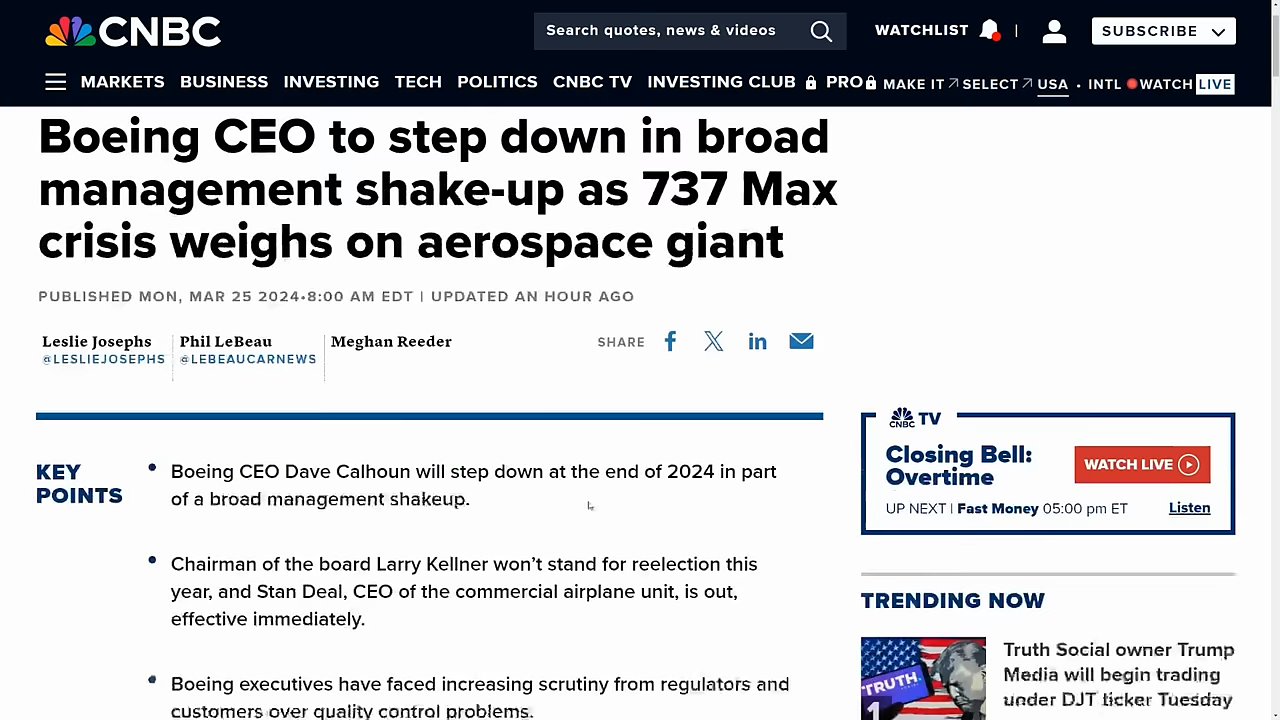 CNBC
Search quotes, news & videos
WATCHLIST
SUBSCRIBE
MARKETS BUSINESS INVESTING TECH POLITICS CNBC TV INVESTING CLUB PRO MAKE IT SELECT USA • INTL WATCH LIVE
Boeing CEO to step down in broad
management shake-up as 737 Max
crisis weighs on aerospace giant
PUBLISHED MON, MAR 25 2024•8:00 AM EDT | UPDATED AN HOUR AGO
Leslie Josephs
@LESLIEJOSEPHS
Phil LeBeau
@LEBEAUCARNEWS
Meghan Reeder
SHARE
KEY
POINTS
• Boeing CEO Dave Calhoun will step down at the end of 2024 in part
of a broad management shakeup.
• Chairman of the board Larry Kellner won’t stand for reelection this
year, and Stan Deal, CEO of the commercial airplane unit, is out,
effective immediately.
• Boeing executives have faced increasing scrutiny from regulators and
customers over quality control problems.
CNBC TV
Closing Bell:
Overtime
WATCH LIVE
UP NEXT | Fast Money 05:00 pm ET
Listen
TRENDING NOW
TRUTH.
1
Truth Social owner Trump
Media will begin trading
under DJT ticker Tuesday